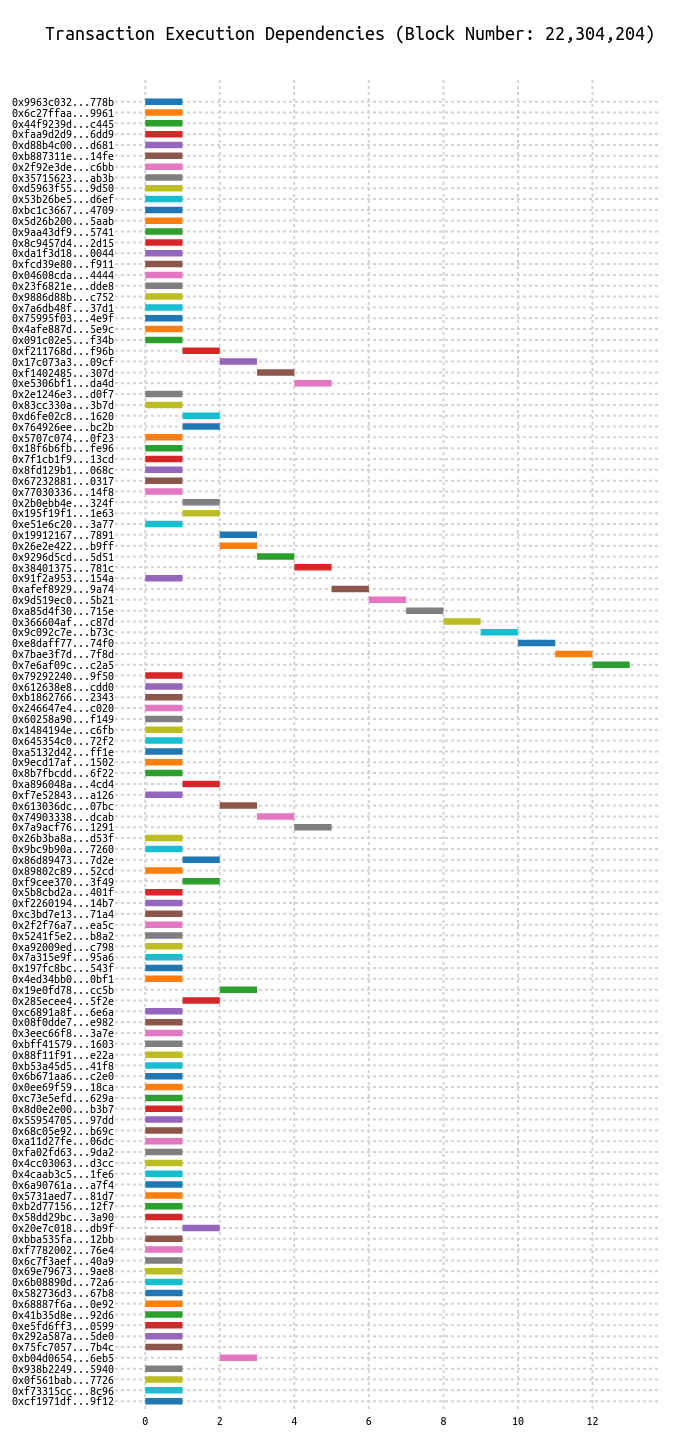 Transaction Execution Dependencies (Block Number: 22,304,204)
0x9963c032...778b
0x6c27ffaa...9961
0x44f9239d...c445
0xfaa9d2d9...6dd9
0xd88b4c00...d681
0xb887311e...14fe
0x2f92e3de...c6bb
0x35715623...ab3b
0xd5963f55...9d50
0x53b26be5...d6ef
0xbc1c3667...4709
0x5d26b200...5aab
0x9aa43df9...5741
0x8c9457d4...2d15
0xda1f3d18...0044
0xfcd39e80...f911
0x04608cda...4444
0x23f6821e...dde8
0x9886d88b...c752
0x7a6db48f...37d1
0x75995f03...4e9f
0x4afe887d...5e9c
0x091c02e5...f34b
0xf211768d...f96b
0x17c073a3...09cf
0xf1402485...307d
0xe5306bf1...da4d
0x2e1246e3...d0f7
0x83cc330a...3b7d
0xd6fe02c8...1620
0x764926ee...bc2b
0x5707c074...0f23
0x18f6b6fb...fe96
0x7f1cb1f9...13cd
0x8fd129b1...068c
0x67232881...0317
0x77030336...14f8
0x2b0ebb4e...324f
0x195f19f1...1e63
0xe51e6c20...3a77
0x19912167...7891
0x26e2e422...b9ff
0x9296d5cd...5d51
0x38401375...781c
0x91f2a953...154a
0xafef8929...9a74
0x9d519ec0...5b21
0xa85d4f30...715e
0x366604af...c87d
0x9c092c7e...b73c
0xe8daff77...74f0
0x7bae3f7d...7f8d
0x7e6af09c...c2a5
0x79292240...9f50
0x612638e8...cdd0
0xb1862766...2343
0x246647e4...c020
0x60258a90...f149
0x1484194e...c6fb
0x645354c0...72f2
0xa5132d42...ff1e
0x9ecd17af...1502
0x8b7fbcdd...6f22
0xa896048a...4cd4
0xf7e52843...a126
0x613036dc...07bc
0x74903338...dcab
0x7a9acf76...1291
0x26b3ba8a...d53f
0x9bc9b90a...7260
0x86d89473...7d2e
0x89802c89...52cd
0xf9cee370...3f49
0x5b8cbd2a...401f
0xf2260194...14b7
0xc3bd7e13...71a4
0x2f2f76a7...ea5c
0x5241f5e2...b8a2
0xa92009ed...c798
0x7a315e9f...95a6
0x197fc8bc...543f
0x4ed34bb0...0bf1
0x19e0fd78...cc5b
0x285ecee4...5f2e
0xc6891a8f...6e6a
0x08f0dde7...e982
0x3eec66f8...3a7e
0xbff41579...1603
0x88f11f91...e22a
0xb53a45d5...41f8
0x6b671aa6...c2e0
0x0ee69f59...18ca
0xc73e5efd...629a
0x8d0e2e00...b3b7
0x55954705...97dd
0x68c05e92...b69c
0xa11d27fe...06dc
0xfa02fd63...9da2
0x4cc03063...d3cc
0x4caab3c5...1fe6
0x6a90761a...a7f4
0x5731aed7...81d7
0xb2d77156...12f7
0x58dd29bc...3a90
0x20e7c018...db9f
0xbba535fa...12bb
0xf7782002...76e4
0x6c7f3aef...40a9
0x69e79673...9ae8
0x6b08890d...72a6
0x582736d3...67b8
0x68887f6a...0e92
0x41b35d8e...92d6
0xe5fd6ff3...0599
0x292a587a...5de0
0x75fc7057...7b4c
0xb04d0654...6eb5
0x938b2249...5940
0x0f561bab...7726
0xf73315cc...8c96
0xcf1971df...9f12
0 2 4 6 8 10 12